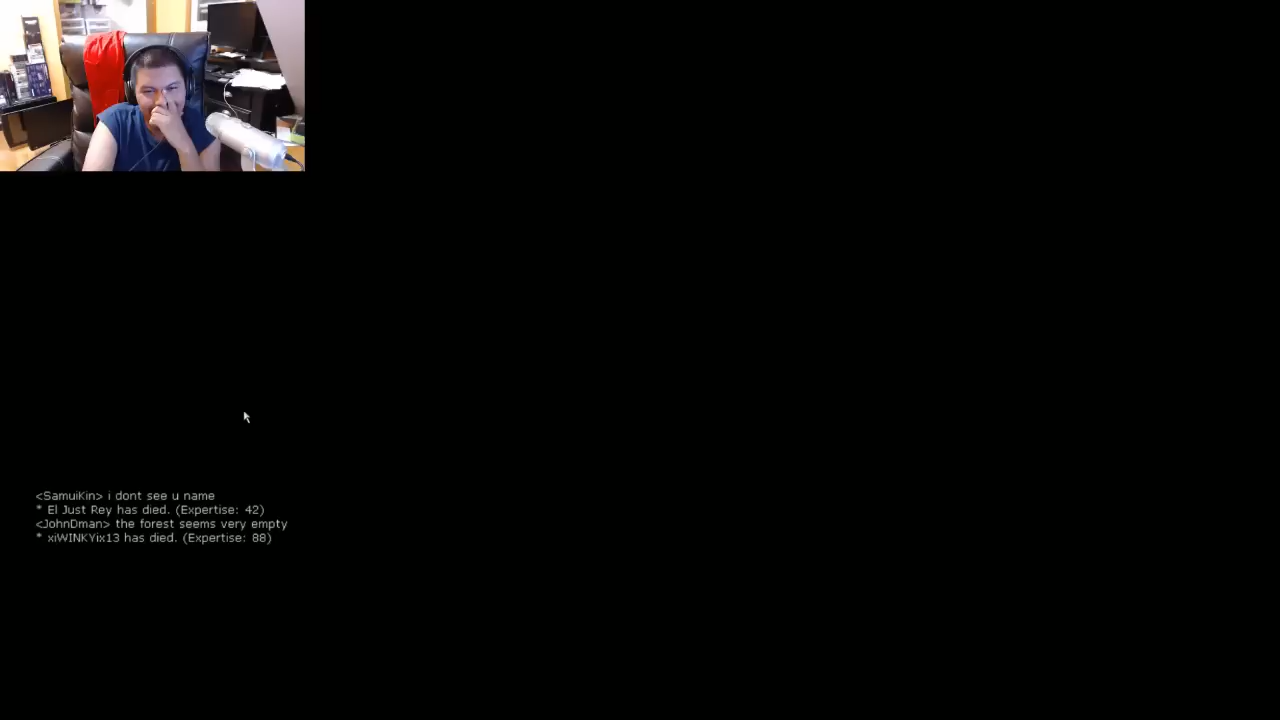 <SamuiKin> i dont see u name
* El Just Rey has died. (Expertise: 42)
<JohnDman> the forest seems very empty
* xiWINKYix13 has died. (Expertise: 88)